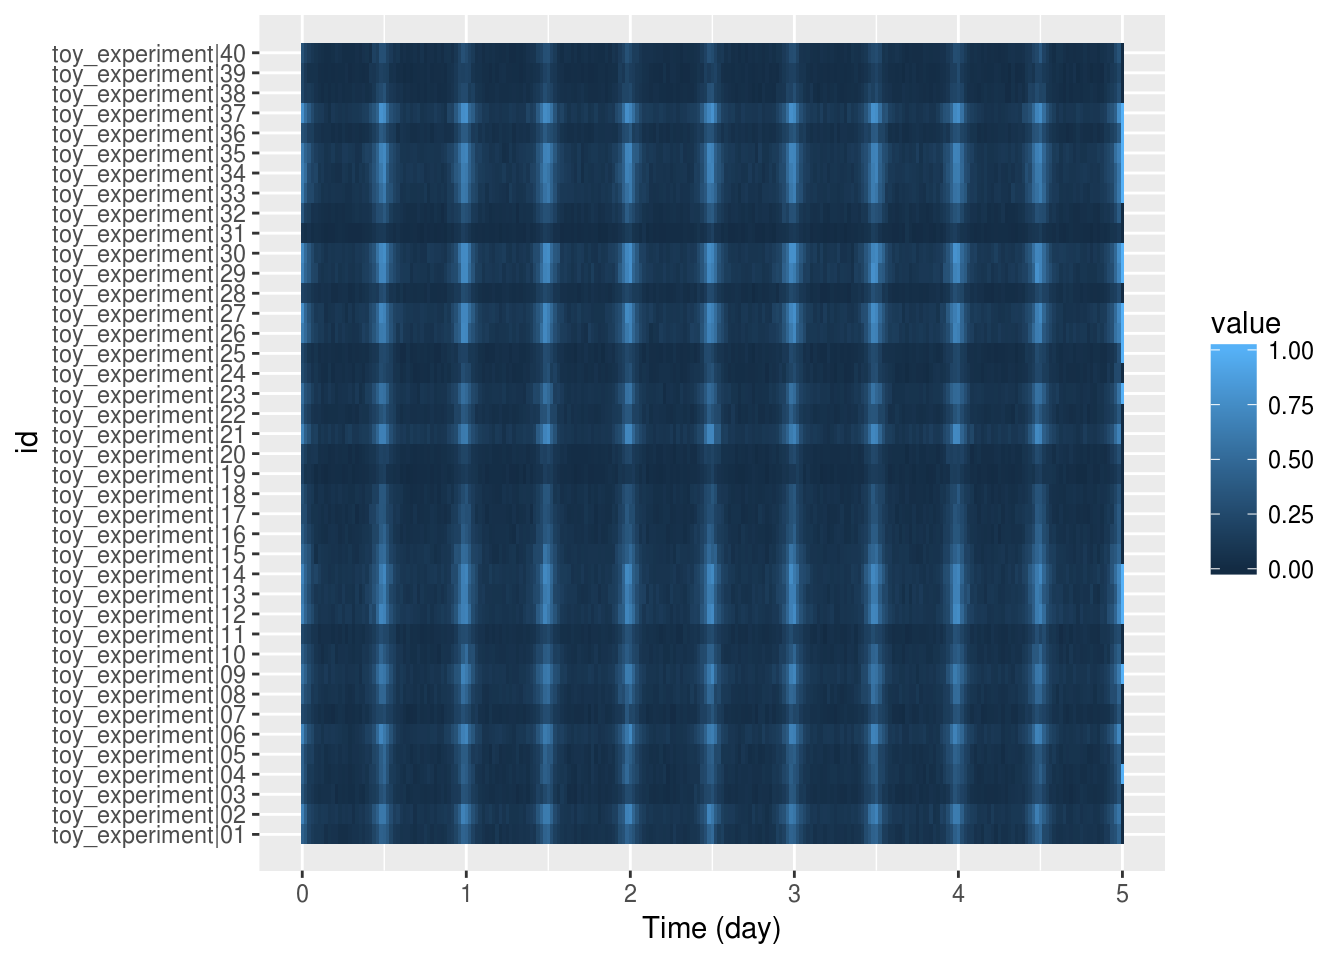 toy_experiment|40
toy_experiment|39
toy_experiment|38
toy_experiment|37
toy_experiment|36
toy_experiment|35
toy_experiment|34
toy_experiment|33
toy_experiment|32
toy_experiment|31
toy_experiment|30
toy_experiment|29
toy_experiment|28
toy_experiment|27
toy_experiment|26
toy_experiment|25
toy_experiment|24
toy_experiment|23
toy_experiment|22
toy_experiment|21
toy_experiment|20
toy_experiment|19
toy_experiment|18
toy_experiment|17
toy_experiment|16
toy_experiment|15
toy_experiment|14
toy_experiment|13
toy_experiment|12
toy_experiment|11
toy_experiment|10
toy_experiment|09
toy_experiment|08
toy_experiment|07
toy_experiment|06
toy_experiment|05
toy_experiment|04
toy_experiment|03
toy_experiment|02
toy_experiment|01
id
0 1 2 3 4 5
Time (day)
value
1.00
0.75
0.50
0.25
0.00